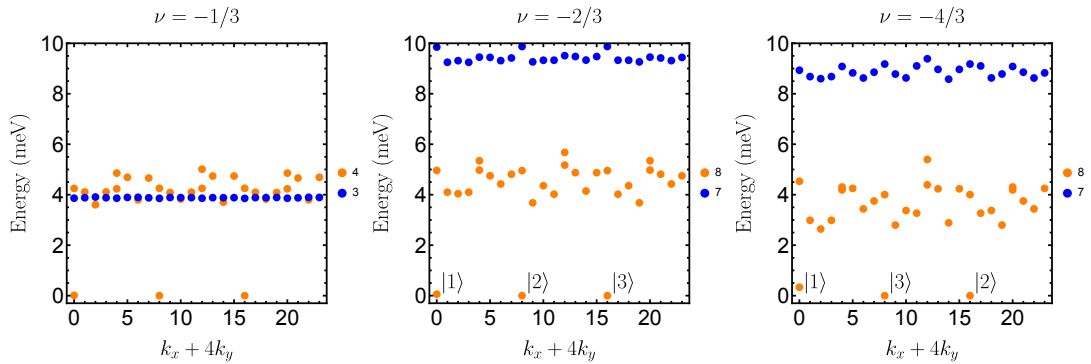 ν = −1/3
10
8
6
4
2
0
0 5 10 15 20
Energy (meV)
k_x + 4k_y
4
3
ν = −2/3
10
8
6
4
2
0
0 5 10 15 20
Energy (meV)
k_x + 4k_y
|1⟩ |2⟩ |3⟩
8
7
ν = −4/3
10
8
6
4
2
0
0 5 10 15 20
Energy (meV)
k_x + 4k_y
|1⟩ |3⟩ |2⟩
8
7